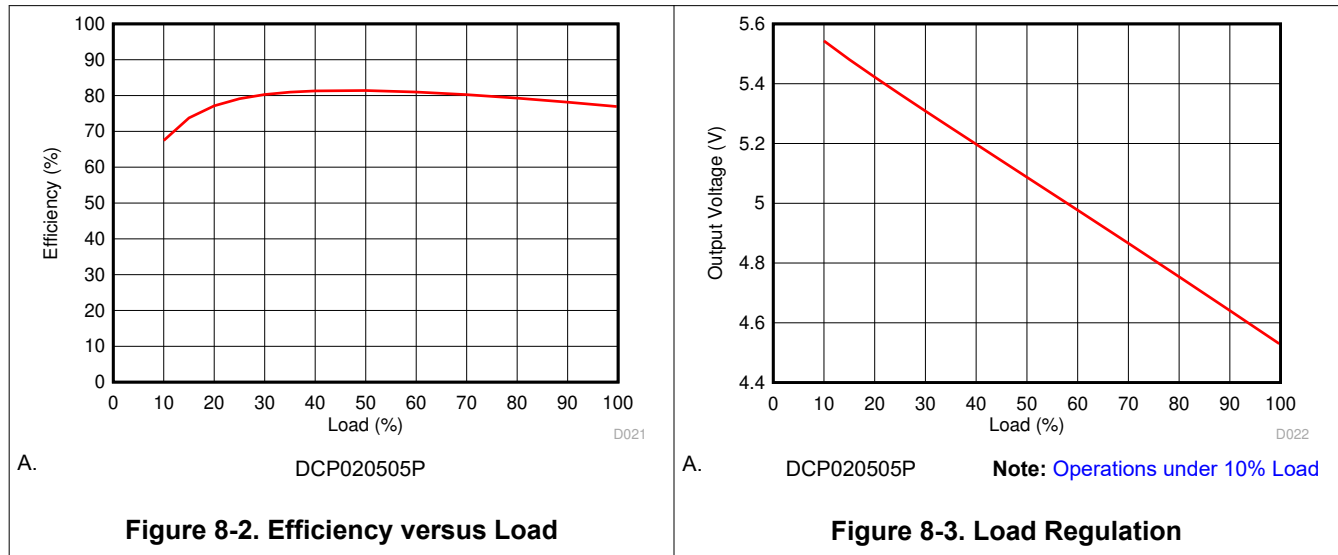 100
90
80
70
60
50
40
30
20
10
0
Efficiency (%)
0 10 20 30 40 50 60 70 80 90 100
Load (%)
D021
A. DCP020505P
Figure 8-2. Efficiency versus Load
5.6
5.4
5.2
5
4.8
4.6
4.4
Output Voltage (V)
0 10 20 30 40 50 60 70 80 90 100
Load (%)
D022
A. DCP020505P Note: Operations under 10% Load
Figure 8-3. Load Regulation